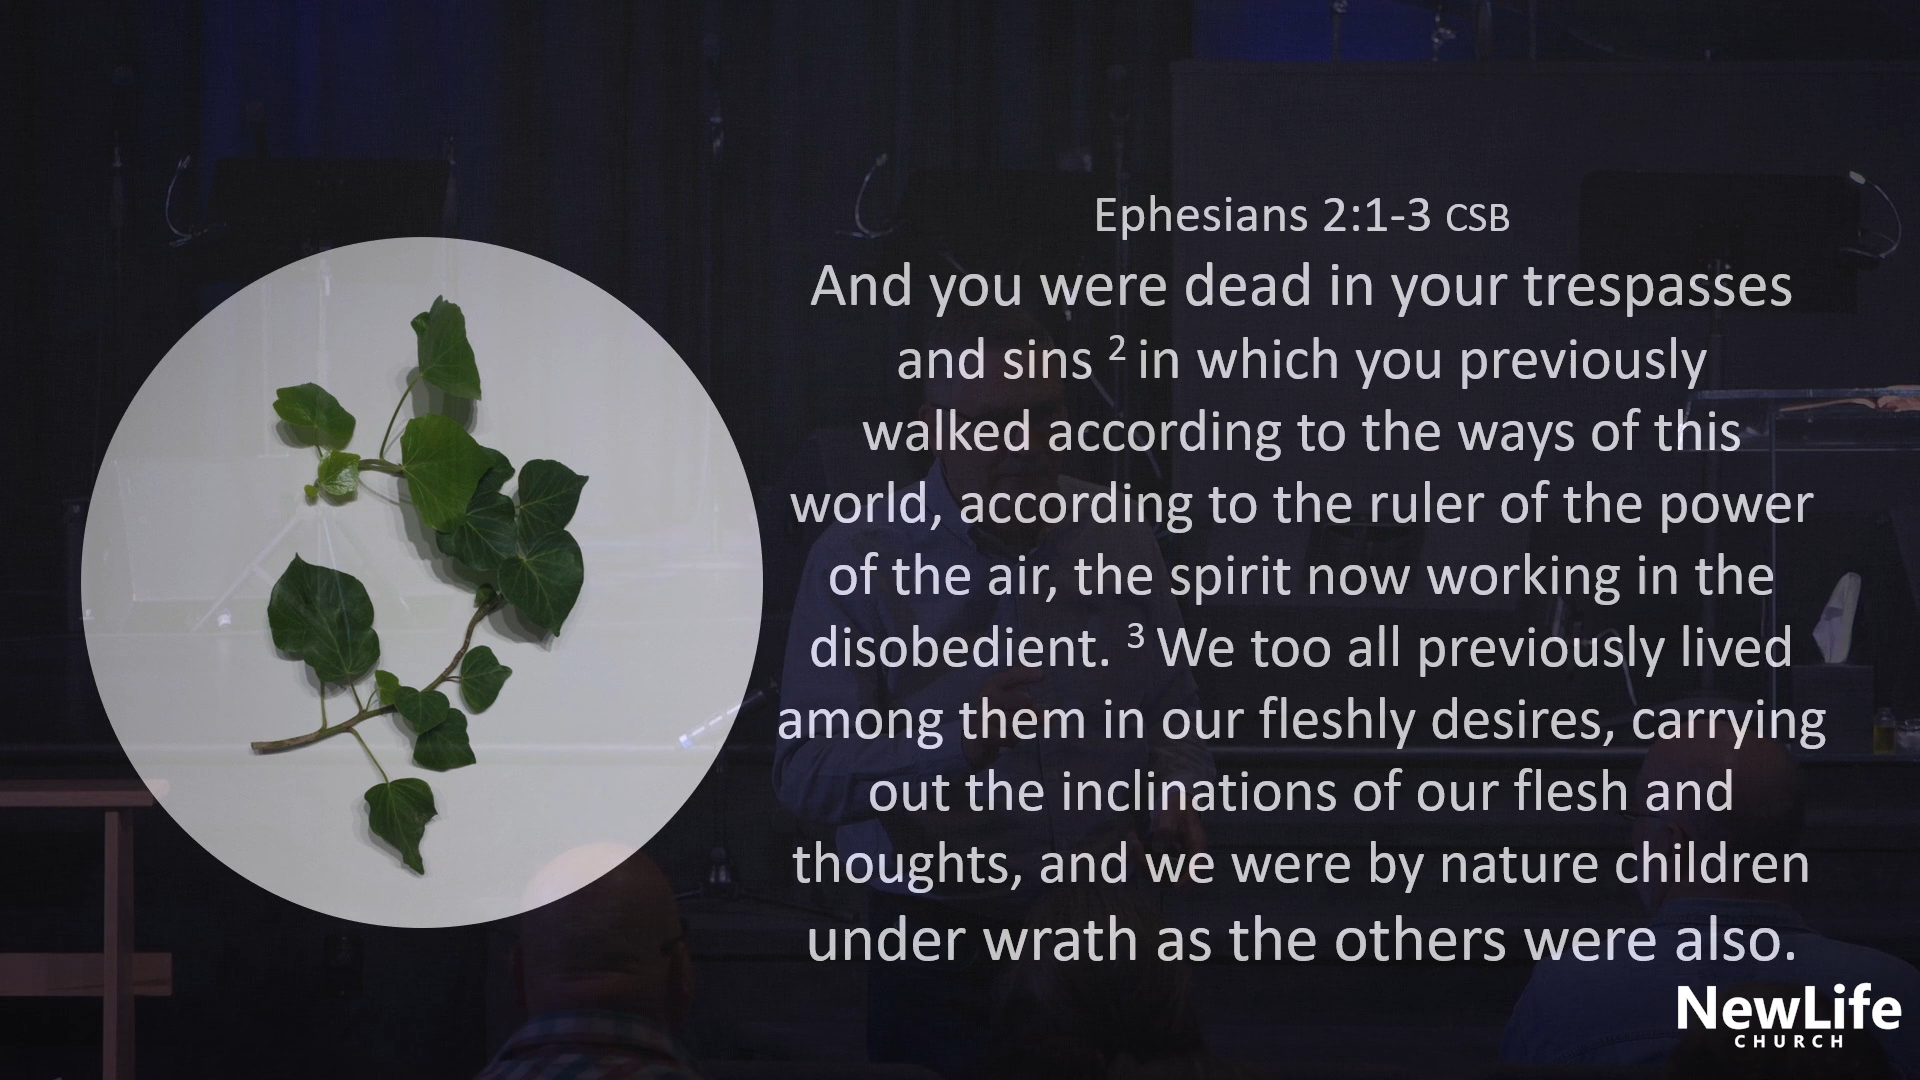 Ephesians 2:1-3 CSB
And you were dead in your trespasses
and sins ² in which you previously
walked according to the ways of this
world, according to the ruler of the power
of the air, the spirit now working in the
disobedient. ³ We too all previously lived
among them in our fleshly desires, carrying
out the inclinations of our flesh and
thoughts, and we were by nature children
under wrath as the others were also.
NewLife
CHURCH